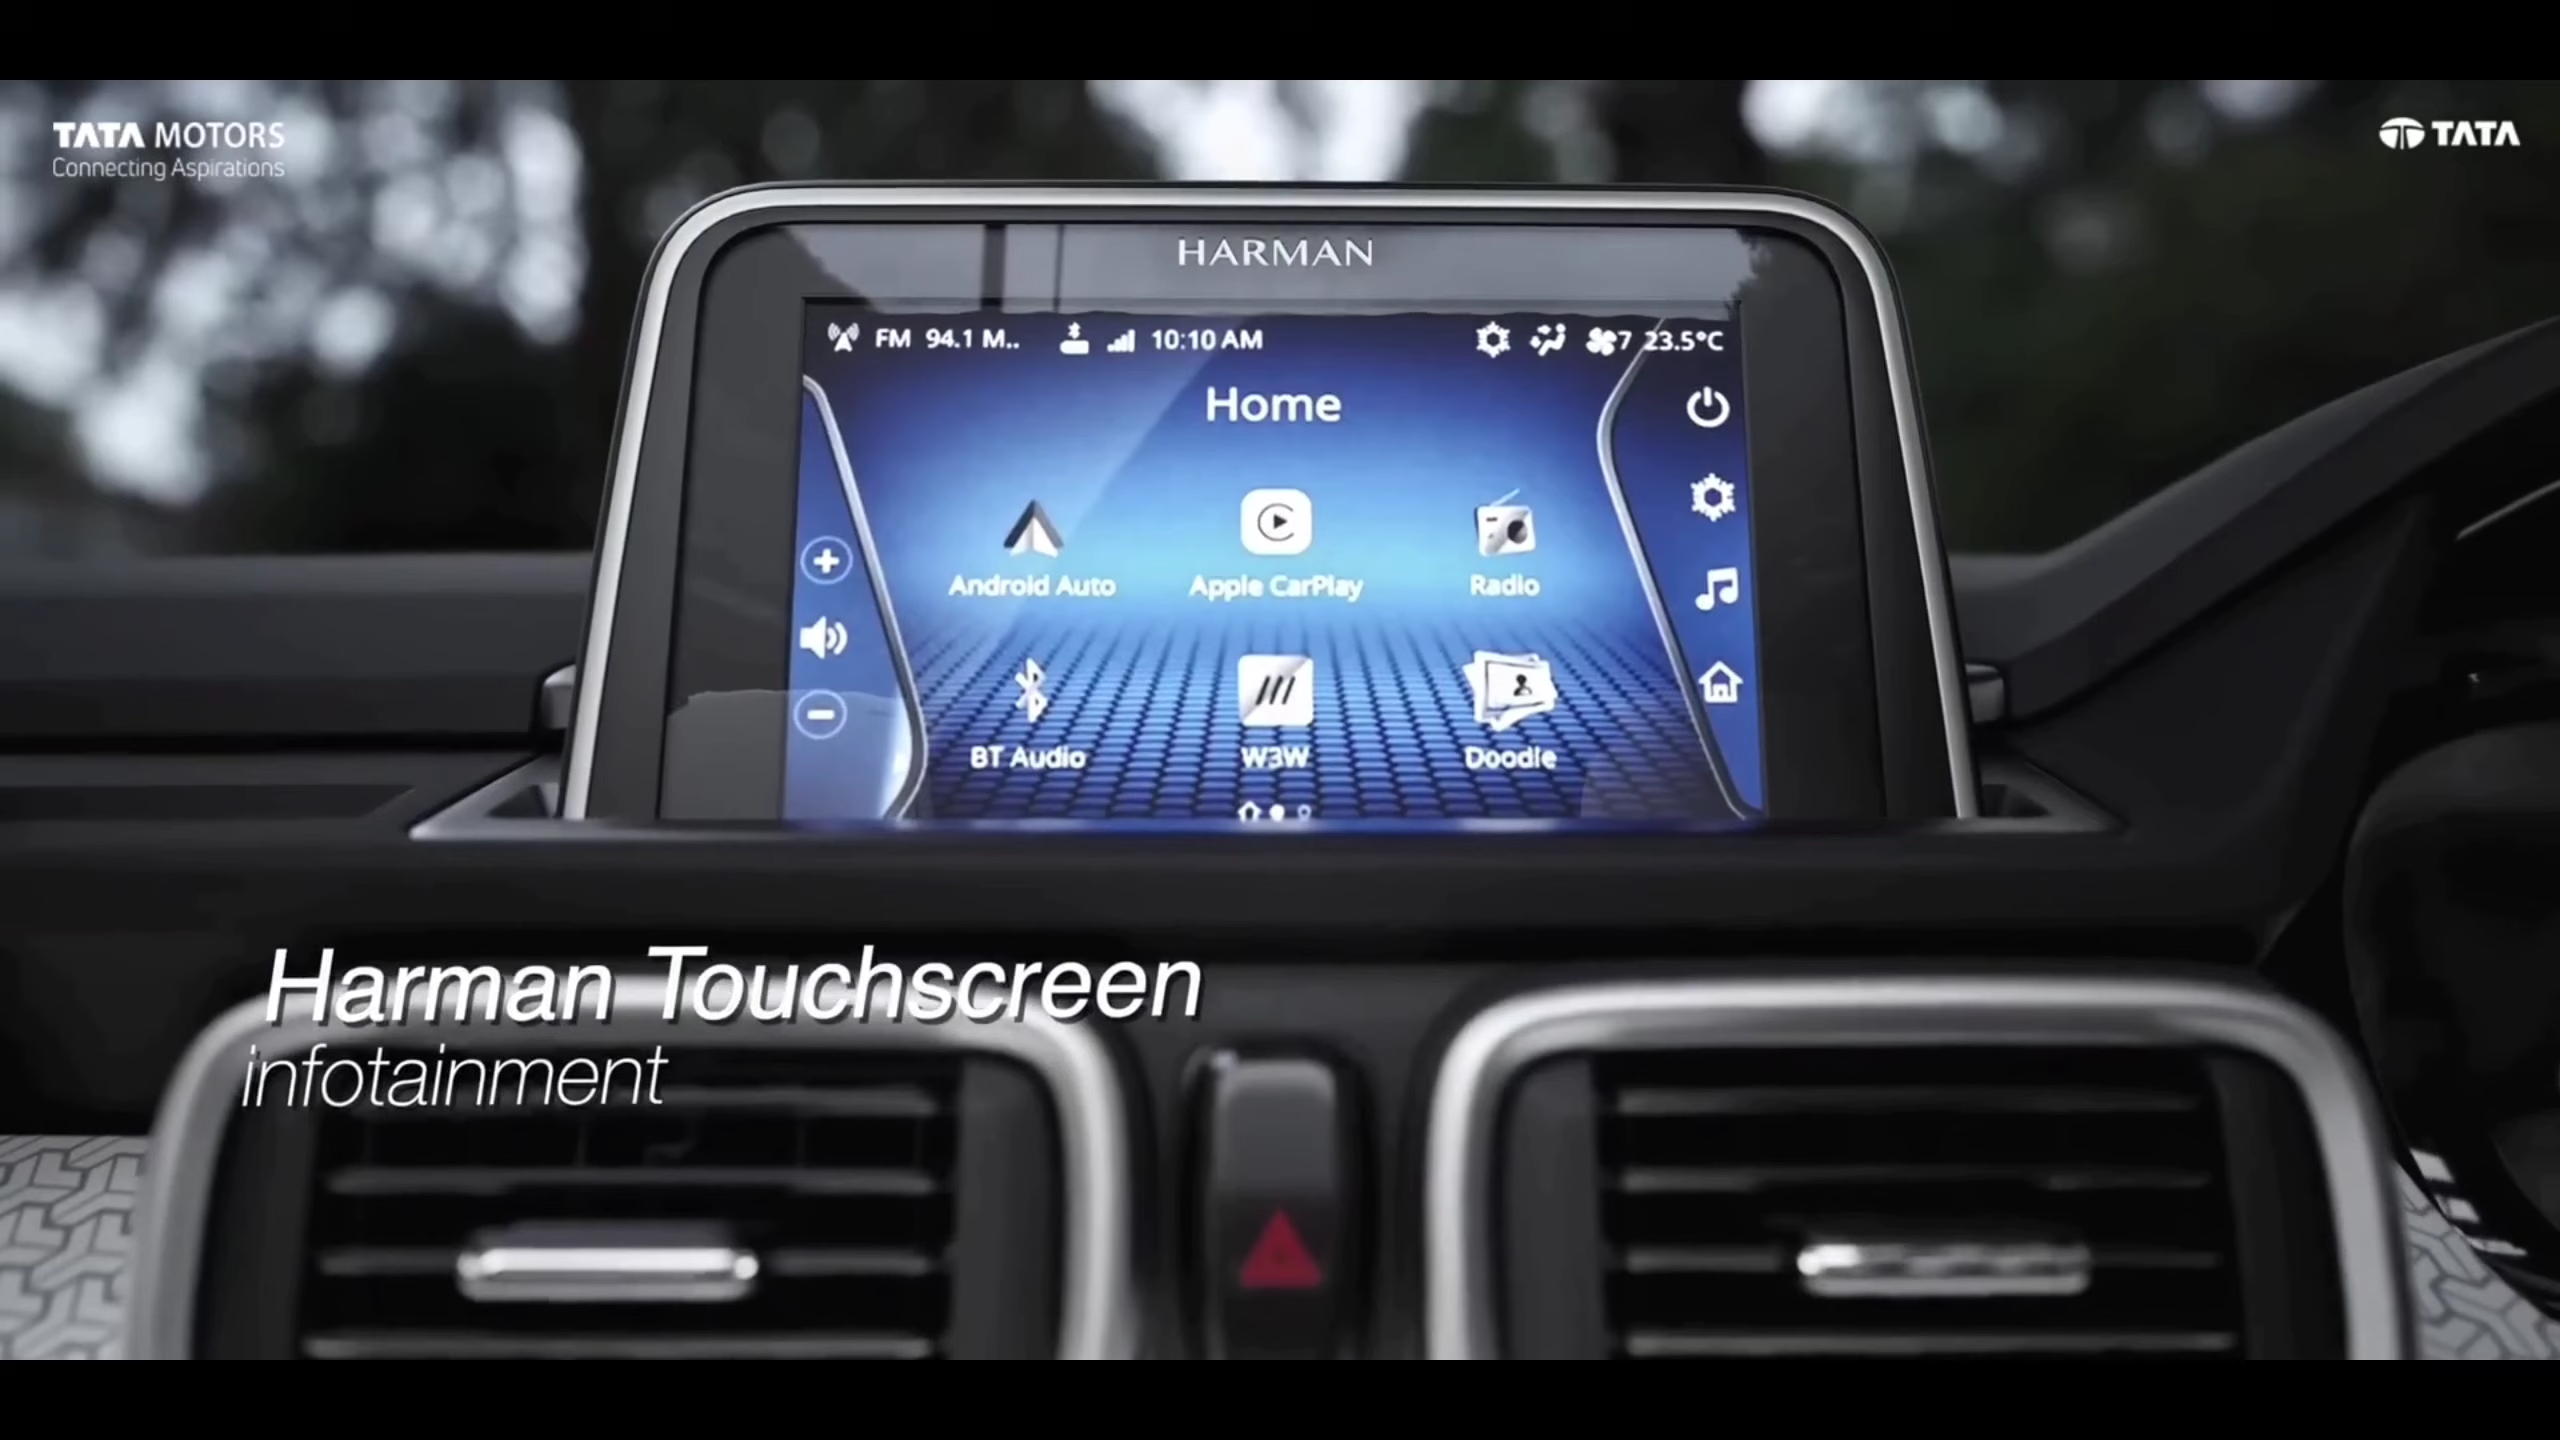 TATA MOTORS
Connecting Aspirations
TATA
HARMAN
FM 94.1 M.. 10:10 AM 7 23.5°C
Home
Android Auto Apple CarPlay Radio
BT Audio W3W Doodle
Harman Touchscreen
infotainment